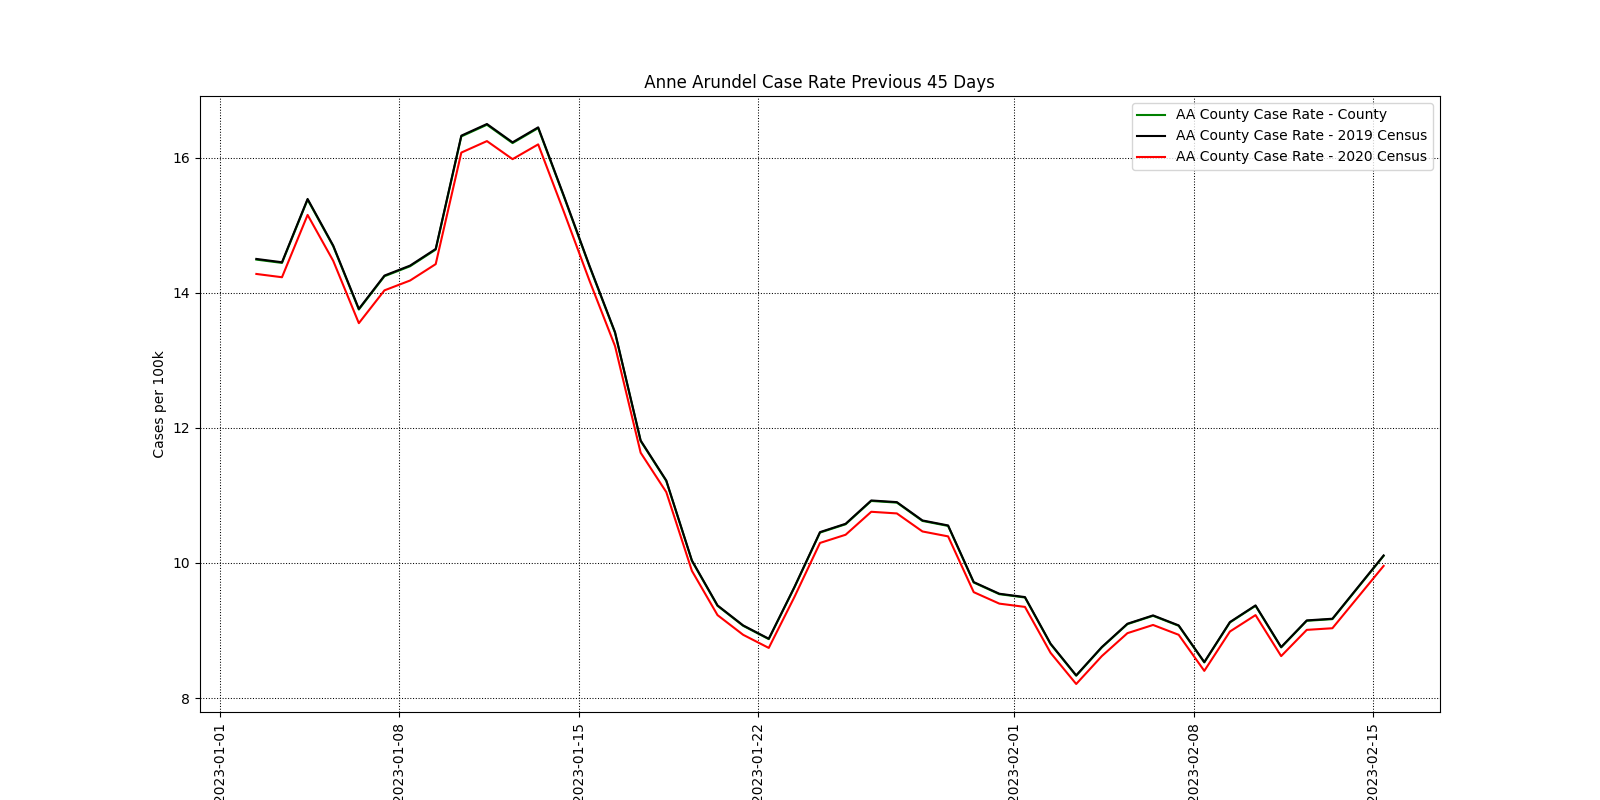 Anne Arundel Case Rate Previous 45 Days
AA County Case Rate - County
AA County Case Rate - 2019 Census
AA County Case Rate - 2020 Census
Cases per 100k
16
14
12
10
8
2023-01-01
2023-01-08
2023-01-15
2023-01-22
2023-02-01
2023-02-08
2023-02-15